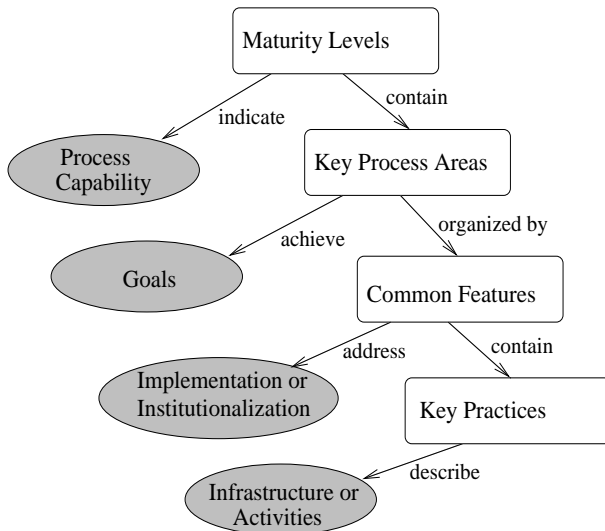 Maturity Levels
indicate
contain
Process
Capability
Key Process Areas
achieve
organized by
Goals
Common Features
address
contain
Implementation or
Institutionalization
Key Practices
describe
Infrastructure or
Activities